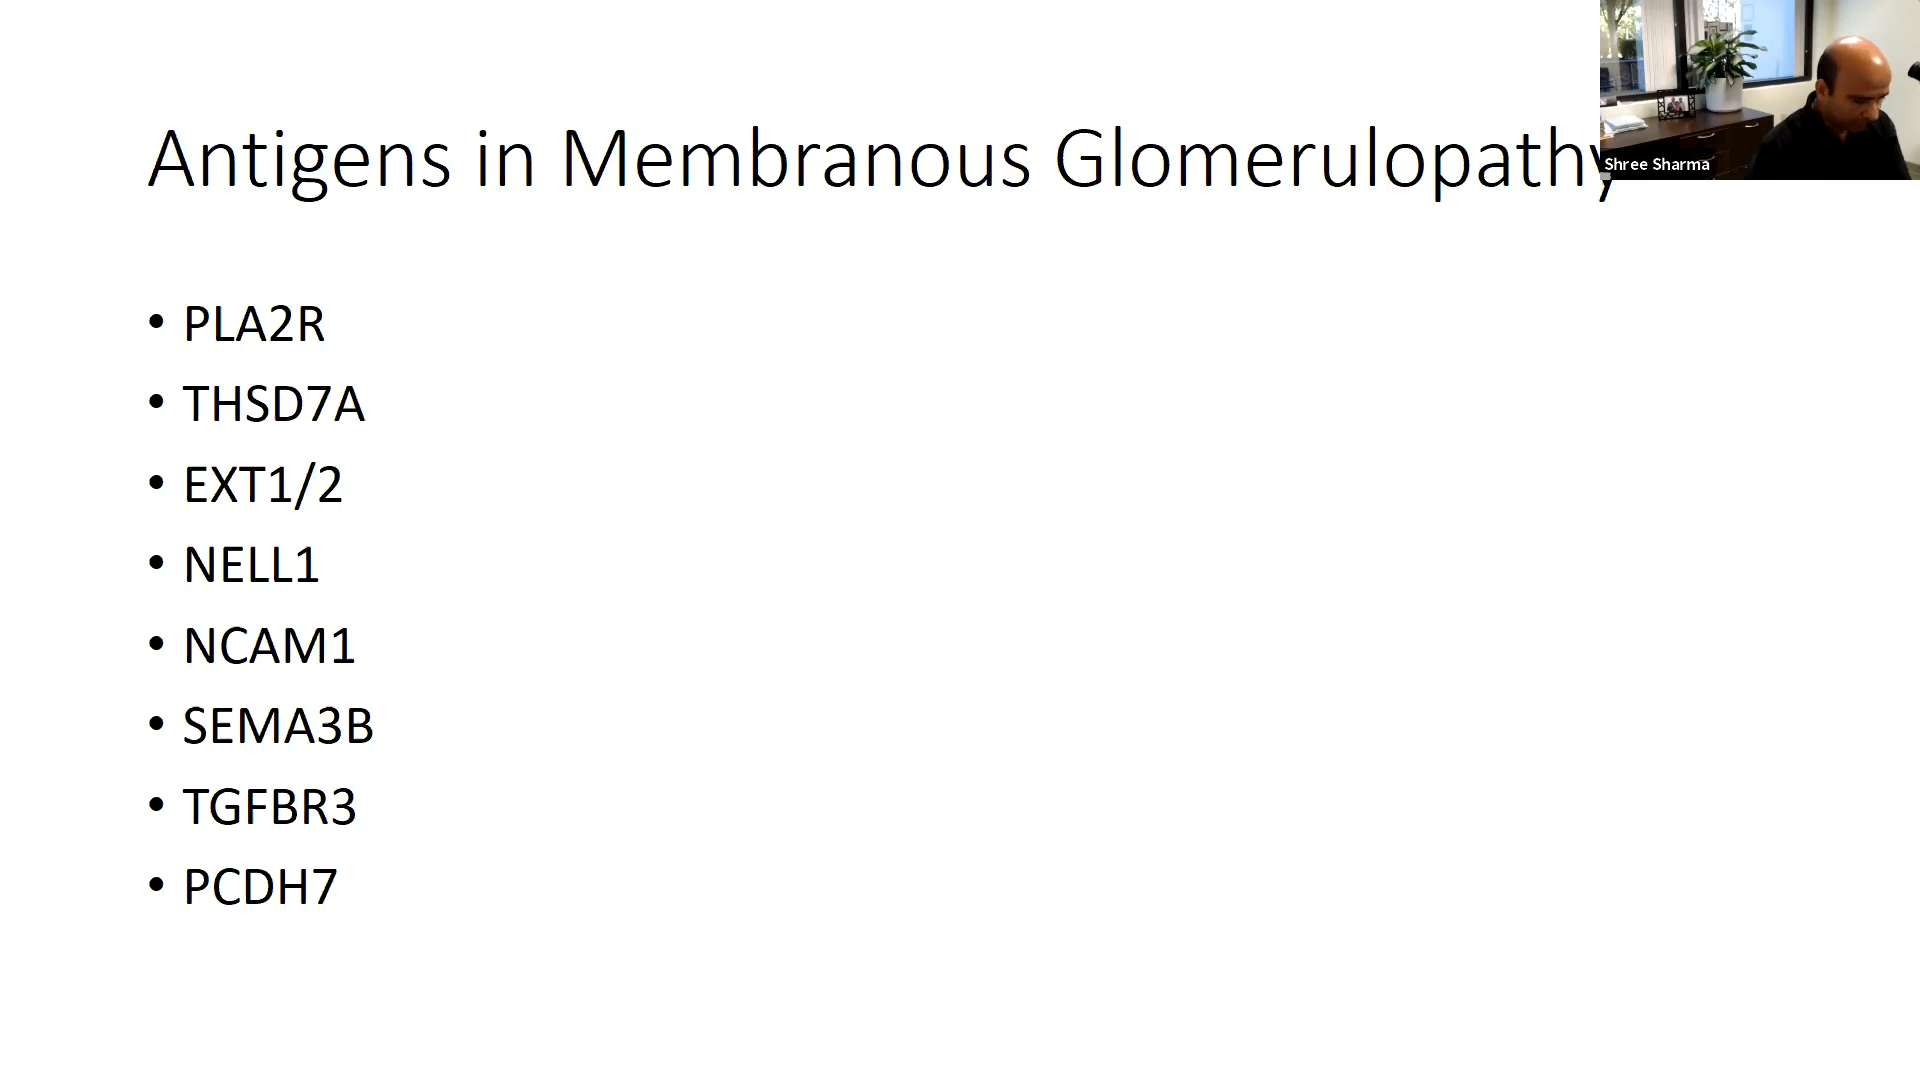 Antigens in Membranous Glomerulopathy
Shree Sharma
• PLA2R
• THSD7A
• EXT1/2
• NELL1
• NCAM1
• SEMA3B
• TGFBR3
• PCDH7